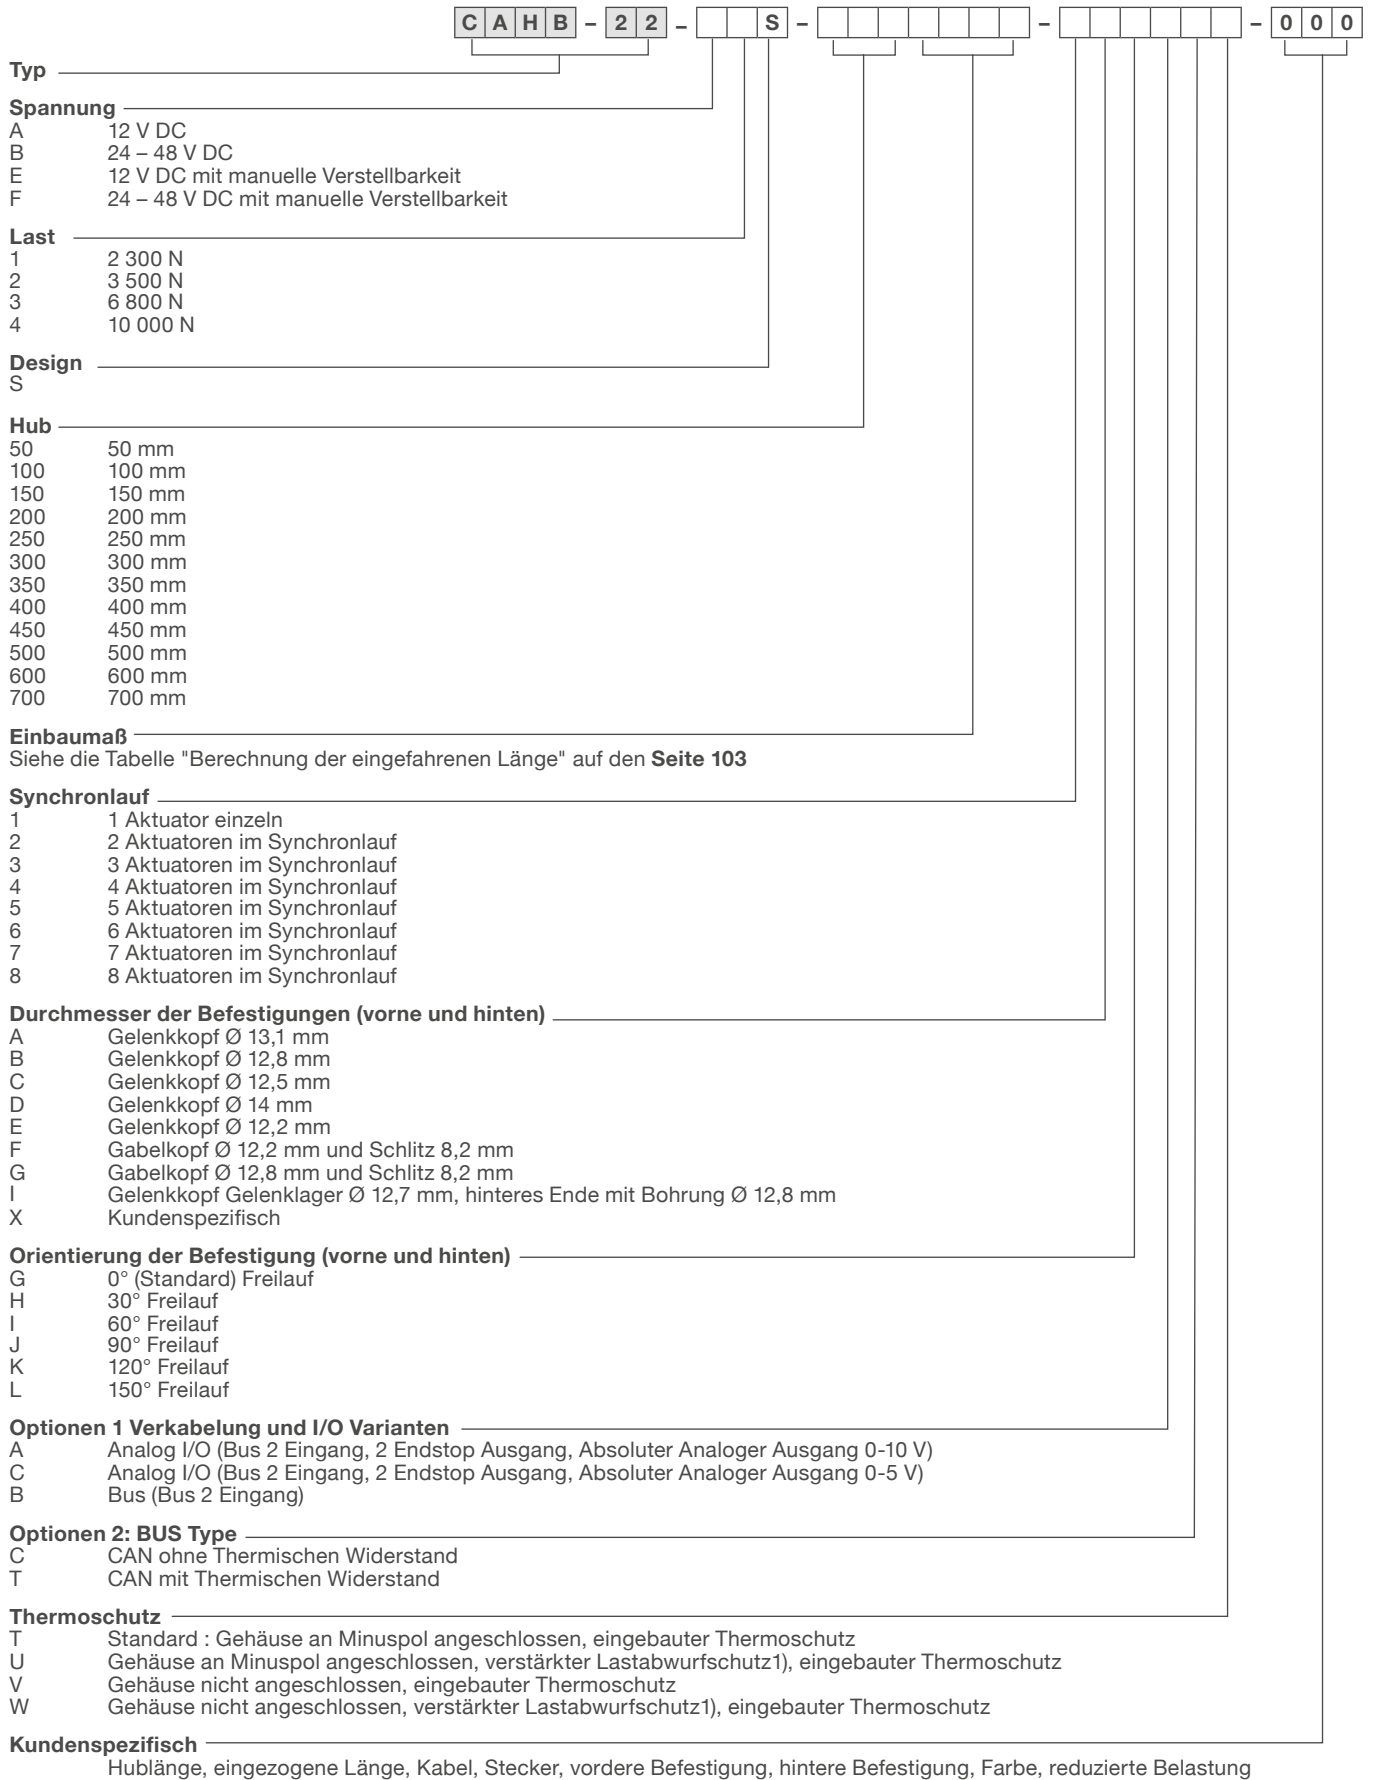 CAHB – 22 – S – – – 000
Typ
Spannung
A 12 V DC
B 24 – 48 V DC
E 12 V DC mit manuelle Verstellbarkeit
F 24 – 48 V DC mit manuelle Verstellbarkeit
Last
1 2 300 N
2 3 500 N
3 6 800 N
4 10 000 N
Design
S
Hub
50 50 mm
100 100 mm
150 150 mm
200 200 mm
250 250 mm
300 300 mm
350 350 mm
400 400 mm
450 450 mm
500 500 mm
600 600 mm
700 700 mm
Einbaumaß
Siehe die Tabelle "Berechnung der eingefahrenen Länge" auf den Seite 103
Synchronlauf
1 1 Aktuator einzeln
2 2 Aktuatoren im Synchronlauf
3 3 Aktuatoren im Synchronlauf
4 4 Aktuatoren im Synchronlauf
5 5 Aktuatoren im Synchronlauf
6 6 Aktuatoren im Synchronlauf
7 7 Aktuatoren im Synchronlauf
8 8 Aktuatoren im Synchronlauf
Durchmesser der Befestigungen (vorne und hinten)
A Gelenkkopf Ø 13,1 mm
B Gelenkkopf Ø 12,8 mm
C Gelenkkopf Ø 12,5 mm
D Gelenkkopf Ø 14 mm
E Gelenkkopf Ø 12,2 mm
F Gabelkopf Ø 12,2 mm und Schlitz 8,2 mm
G Gabelkopf Ø 12,8 mm und Schlitz 8,2 mm
I Gelenkkopf Gelenklager Ø 12,7 mm, hinteres Ende mit Bohrung Ø 12,8 mm
X Kundenspezifisch
Orientierung der Befestigung (vorne und hinten)
G 0° (Standard) Freilauf
H 30° Freilauf
I 60° Freilauf
J 90° Freilauf
K 120° Freilauf
L 150° Freilauf
Optionen 1 Verkabelung und I/O Varianten
A Analog I/O (Bus 2 Eingang, 2 Endstop Ausgang, Absoluter Analoger Ausgang 0-10 V)
C Analog I/O (Bus 2 Eingang, 2 Endstop Ausgang, Absoluter Analoger Ausgang 0-5 V)
B Bus (Bus 2 Eingang)
Optionen 2: BUS Type
C CAN ohne Thermischen Widerstand
T CAN mit Thermischen Widerstand
Thermoschutz
T Standard : Gehäuse an Minuspol angeschlossen, eingebauter Thermoschutz
U Gehäuse an Minuspol angeschlossen, verstärkter Lastabwurfschutz1), eingebauter Thermoschutz
V Gehäuse nicht angeschlossen, eingebauter Thermoschutz
W Gehäuse nicht angeschlossen, verstärkter Lastabwurfschutz1), eingebauter Thermoschutz
Kundenspezifisch
Hublänge, eingezogene Länge, Kabel, Stecker, vordere Befestigung, hintere Befestigung, Farbe, reduzierte Belastung